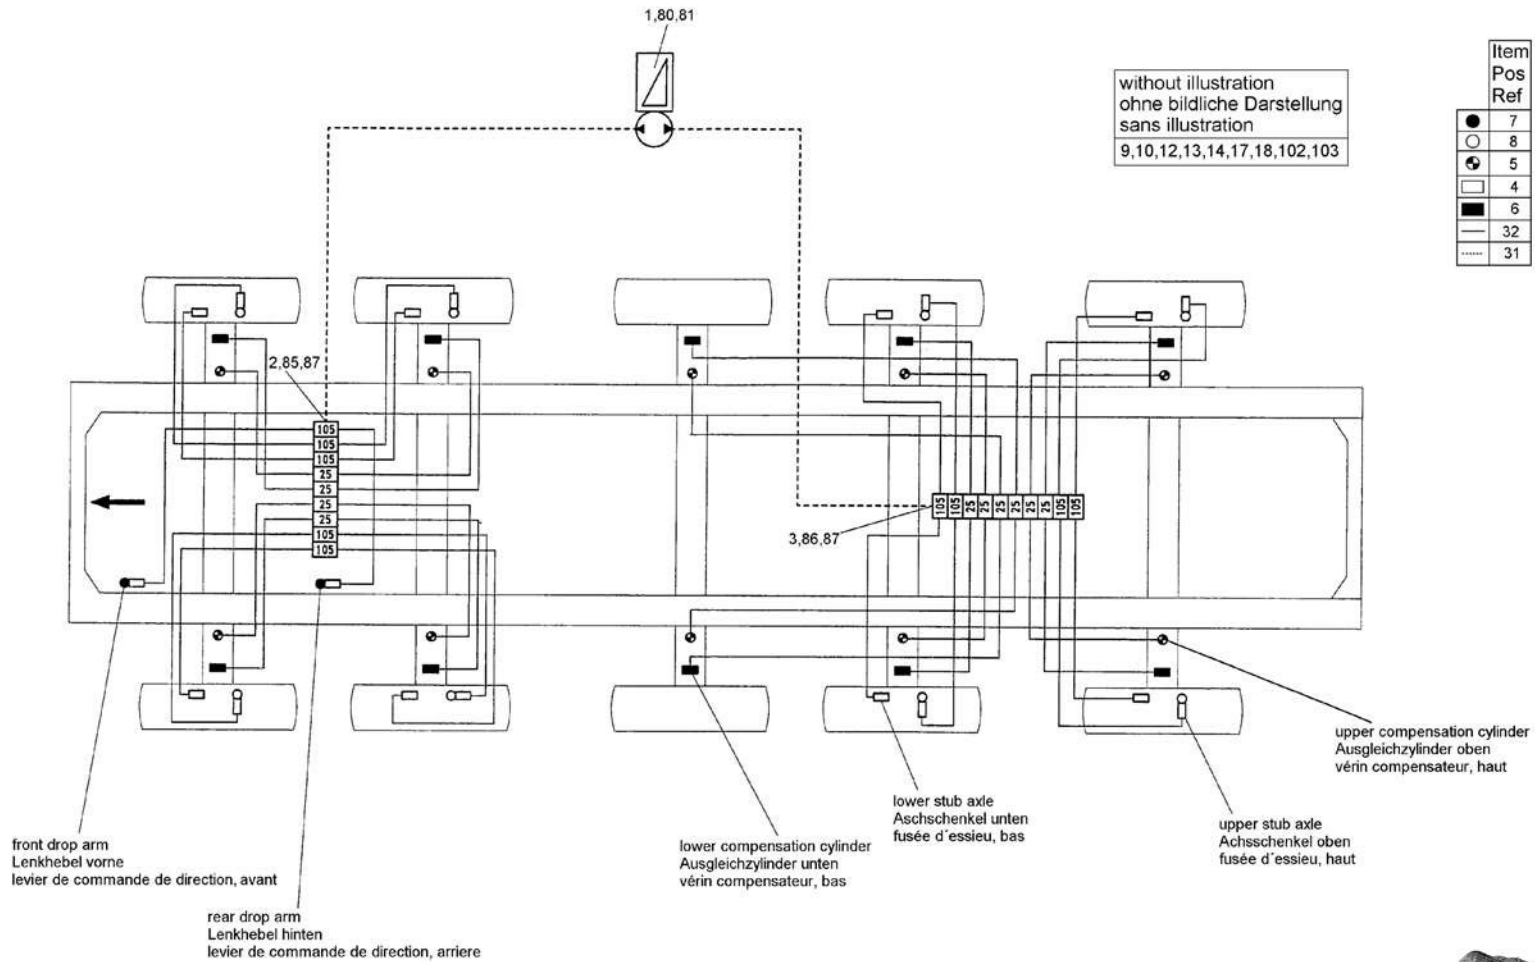 1,80,81
without illustration
ohne bildliche Darstellung
sans illustration
9,10,12,13,14,17,18,102,103
Item
Pos
Ref
7
8
5
4
6
32
31
2,85,87
105
105
105
25
25
25
25
105
105
3,86,87
105
105
25
25
25
25
25
25
105
105
upper compensation cylinder
Ausgleichzylinder oben
vérin compensateur, haut
lower stub axle
Aschschenkel unten
fusée d´essieu, bas
upper stub axle
Achsschenkel oben
fusée d´essieu, haut
front drop arm
Lenkhebel vorne
levier de commande de direction, avant
lower compensation cylinder
Ausgleichzylinder unten
vérin compensateur, bas
rear drop arm
Lenkhebel hinten
levier de commande de direction, arriere